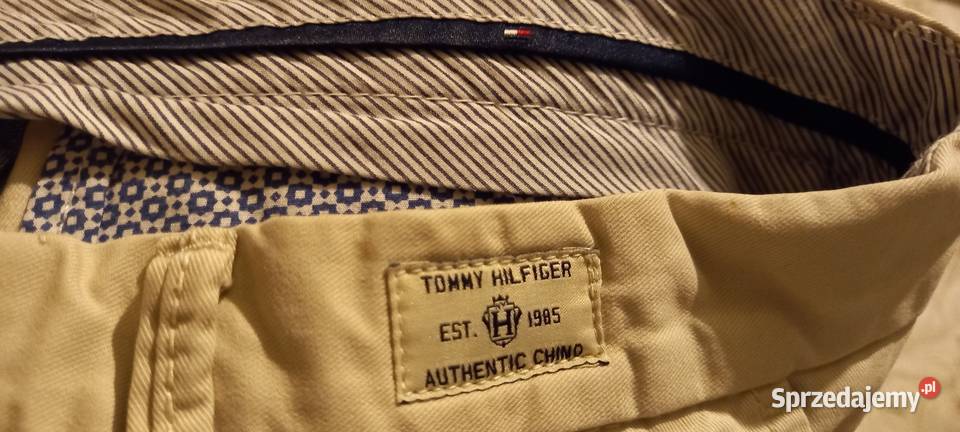 TOMMY HILFIGER
EST. H 1985
AUTHENTIC CHINO
Sprzedajemy.pl